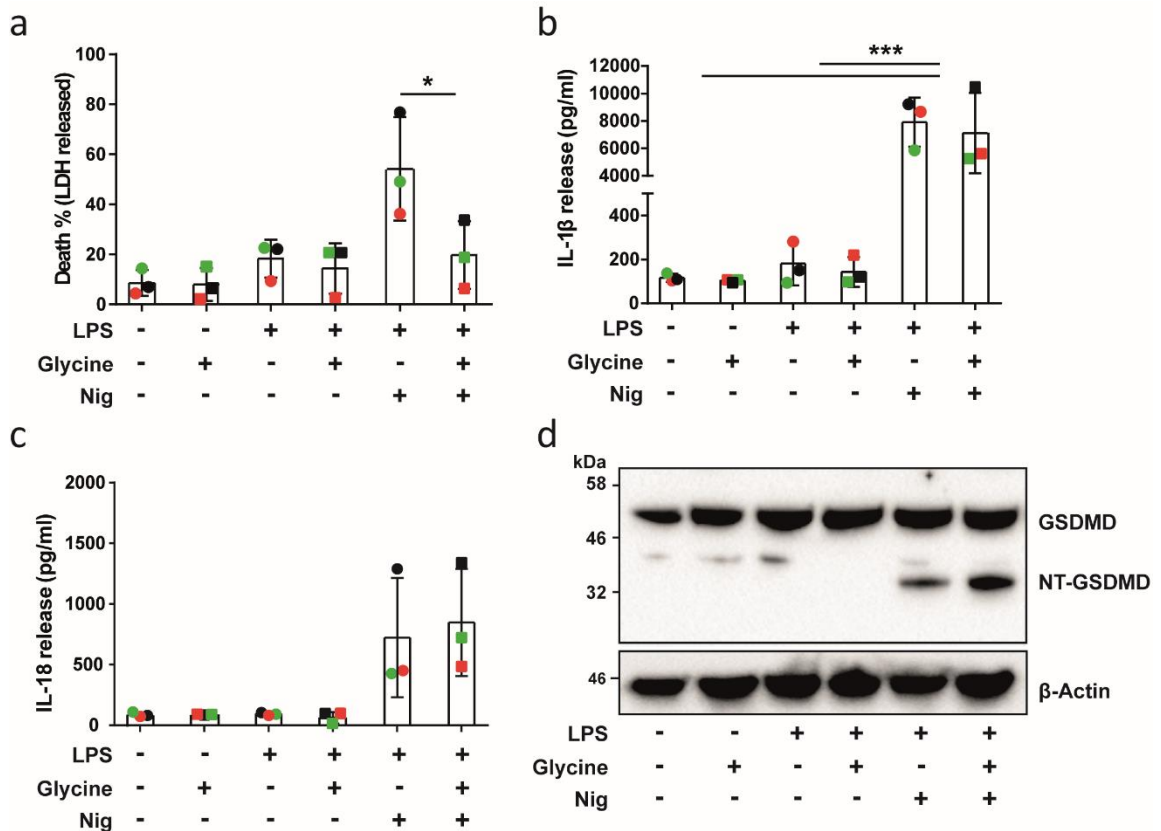 a
Death % (LDH released)
100
80
60
40
20
0
*
LPS - - + + + +
Glycine - + - + - +
Nig - - - - + +
b
IL-1β release (pg/ml)
12000
10000
8000
6000
4000
400
200
0
***
LPS - - + + + +
Glycine - + - + - +
Nig - - - - + +
c
IL-18 release (pg/ml)
2000
1500
1000
500
0
LPS - - + + + +
Glycine - + - + - +
Nig - - - - + +
d
kDa
58
46
32
GSDMD
NT-GSDMD
46
β-Actin
LPS - - + + + +
Glycine - + - + - +
Nig - - - - + +